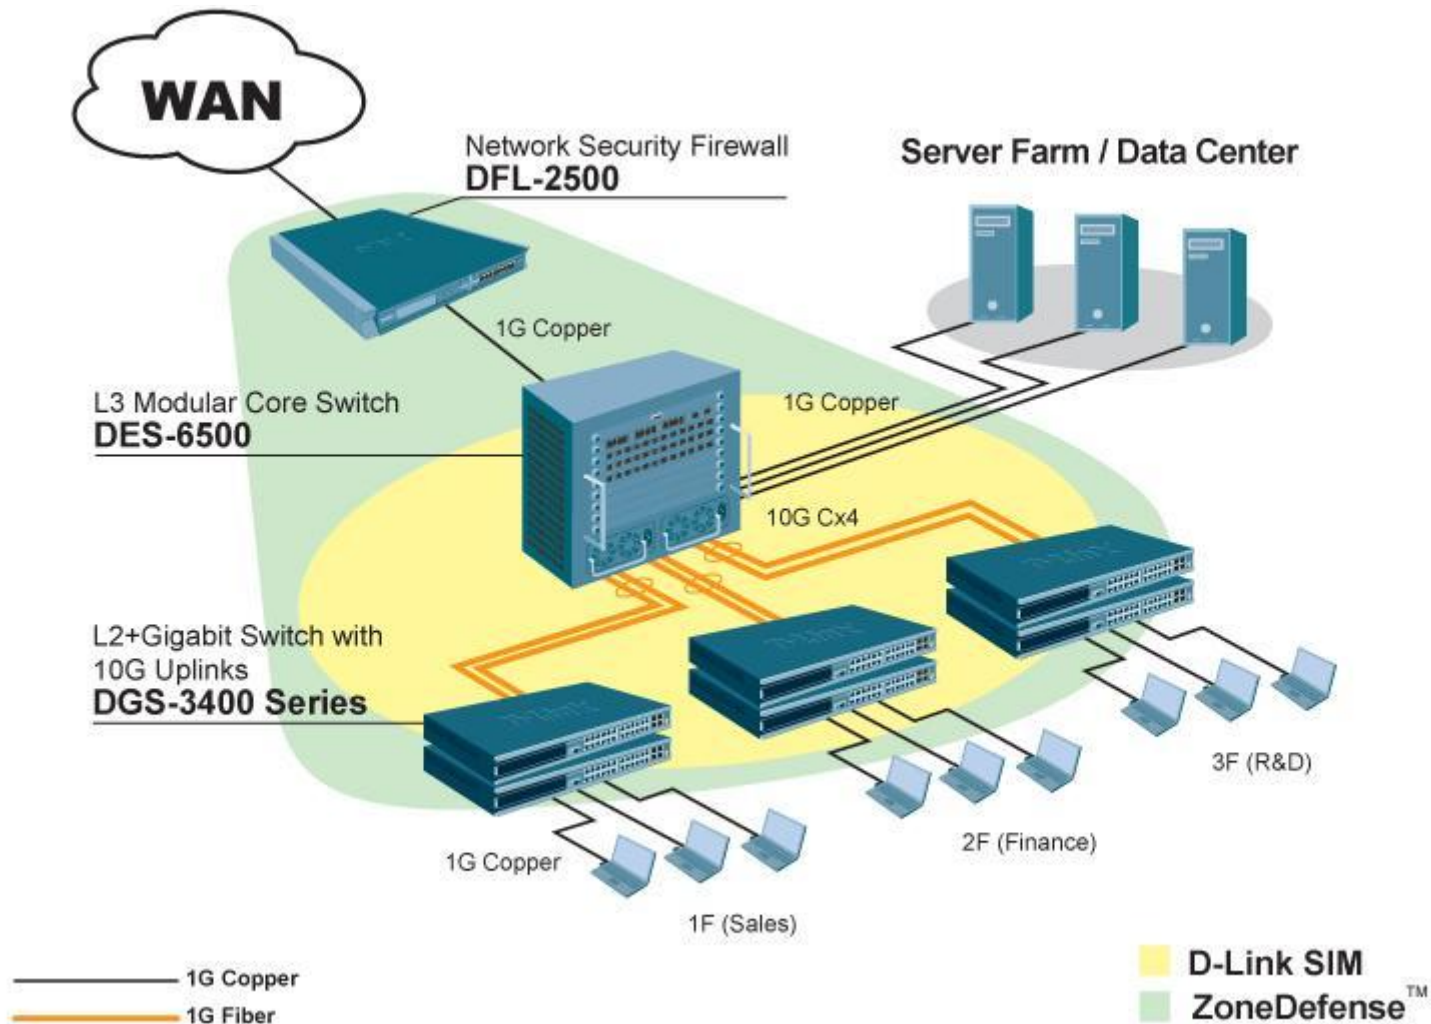 WAN
Network Security Firewall
DFL-2500
Server Farm / Data Center
1G Copper
L3 Modular Core Switch
DES-6500
1G Copper
10G Cx4
L2+Gigabit Switch with
10G Uplinks
DGS-3400 Series
3F (R&D)
2F (Finance)
1G Copper
1F (Sales)
1G Copper
1G Fiber
D-Link SIM
ZoneDefense™